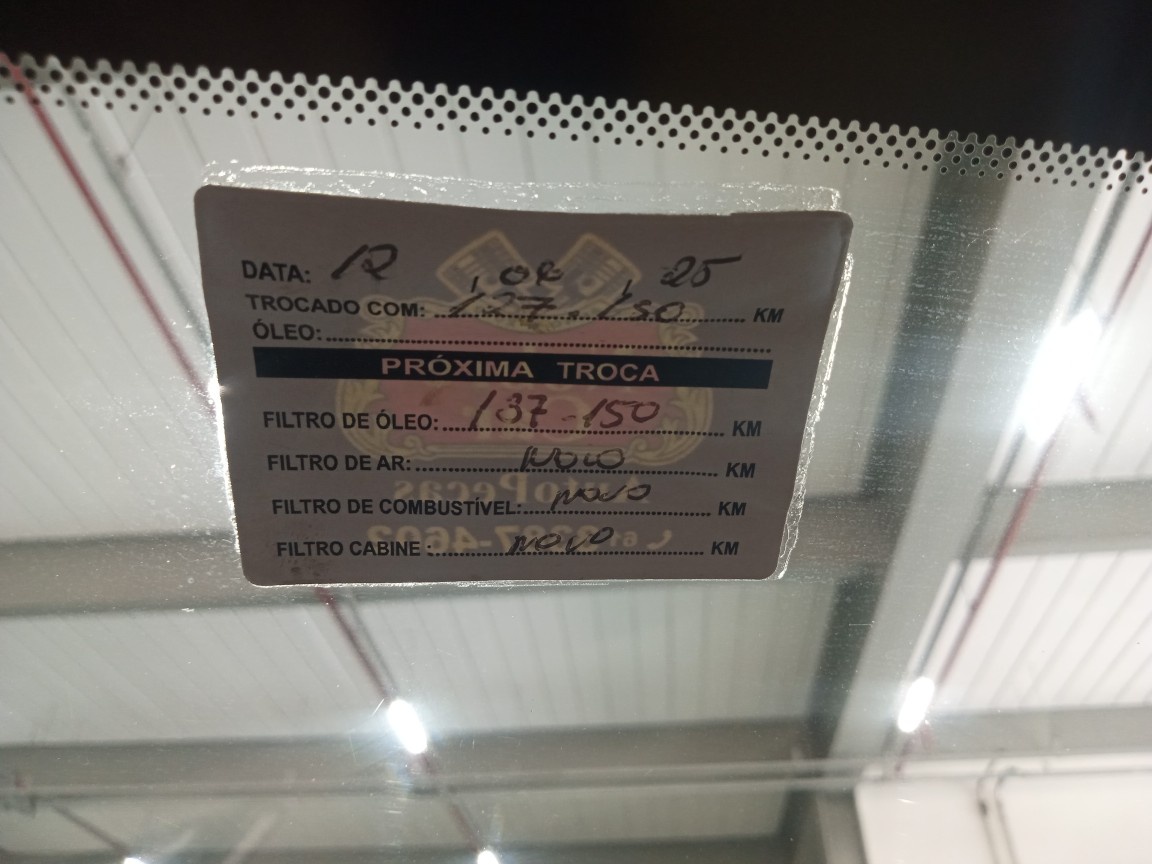 DATA: 12 / 08 / 25
TROCADO COM: 127.150 KM
ÓLEO:
PRÓXIMA TROCA
FILTRO DE ÓLEO: 137-150 KM
FILTRO DE AR: NOVO KM
FILTRO DE COMBUSTÍVEL: NOVO KM
FILTRO CABINE: NOVO KM